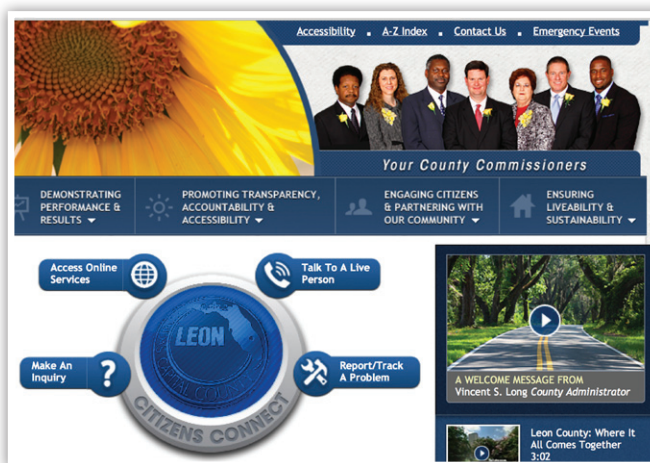 Accessibility . A-Z Index . Contact Us . Emergency Events
Your County Commissioners
DEMONSTRATING
PERFORMANCE &
RESULTS
PROMOTING TRANSPARENCY,
ACCOUNTABILITY &
ACCESSIBILITY
ENGAGING CITIZENS
& PARTNERING WITH
OUR COMMUNITY
ENSURING
LIVEABILITY &
SUSTAINABILITY
Access Online
Services
Talk To A Live
Person
LEON
Make An
Inquiry
?
Report/Track
A Problem
CITIZENS CONNECT
A WELCOME MESSAGE FROM
Vincent S. Long County Administrator
Leon County: Where It
All Comes Together
3:02